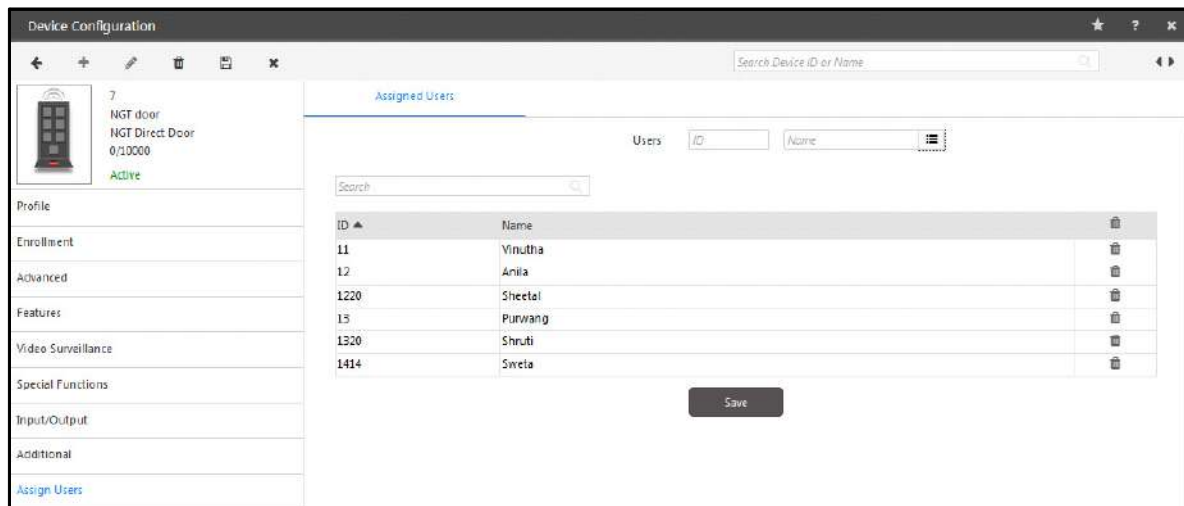 Device Configuration
?
Search Device ID or Name
7
NGT door
NGT Direct Door
0/10000
Active
Profile
Enrollment
Advanced
Features
Video Surveillance
Special Functions
Input/Output
Additional
Assign Users
Assigned Users
Users ID Name
Search
ID Name
11 Vinutha
12 Anila
1220 Sheetal
13 Purwang
1320 Shruti
1414 Sweta
Save